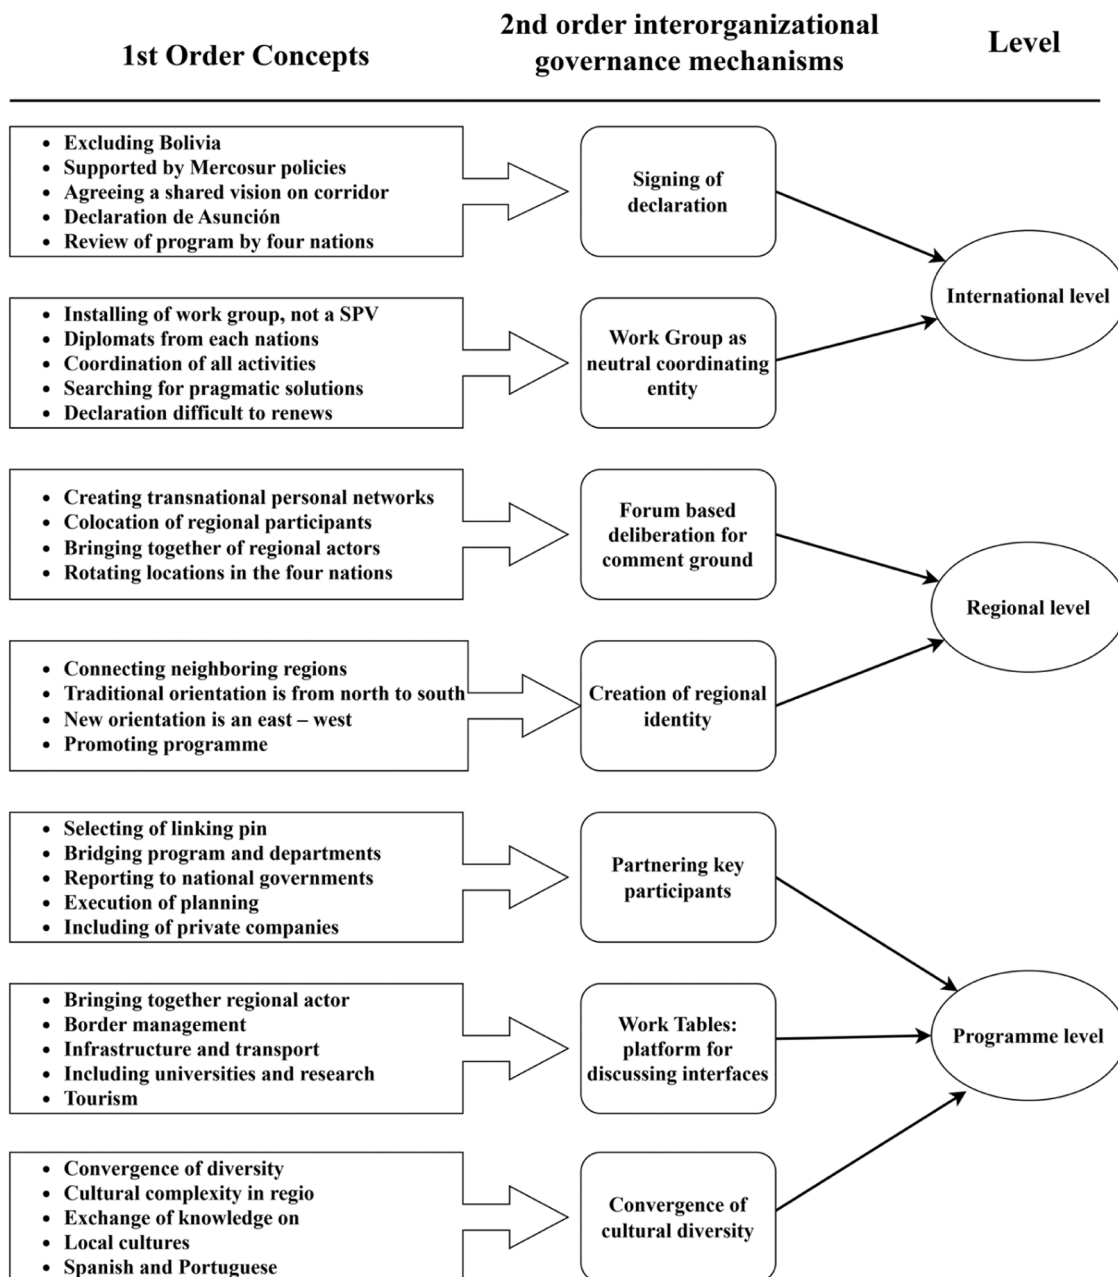 1st Order Concepts
2nd order interorganizational
governance mechanisms
Level
• Excluding Bolivia
• Supported by Mercosur policies
• Agreeing a shared vision on corridor
• Declaration de Asunción
• Review of program by four nations
Signing of
declaration
International level
• Installing of work group, not a SPV
• Diplomats from each nations
• Coordination of all activities
• Searching for pragmatic solutions
• Declaration difficult to renews
Work Group as
neutral coordinating
entity
• Creating transnational personal networks
• Colocation of regional participants
• Bringing together of regional actors
• Rotating locations in the four nations
Forum based
deliberation for
comment ground
Regional level
• Connecting neighboring regions
• Traditional orientation is from north to south
• New orientation is an east – west
• Promoting programme
Creation of regional
identity
• Selecting of linking pin
• Bridging program and departments
• Reporting to national governments
• Execution of planning
• Including of private companies
Partnering key
participants
• Bringing together regional actor
• Border management
• Infrastructure and transport
• Including universities and research
• Tourism
Work Tables:
platform for
discussing interfaces
Programme level
• Convergence of diversity
• Cultural complexity in regio
• Exchange of knowledge on
• Local cultures
• Spanish and Portuguese
Convergence of
cultural diversity